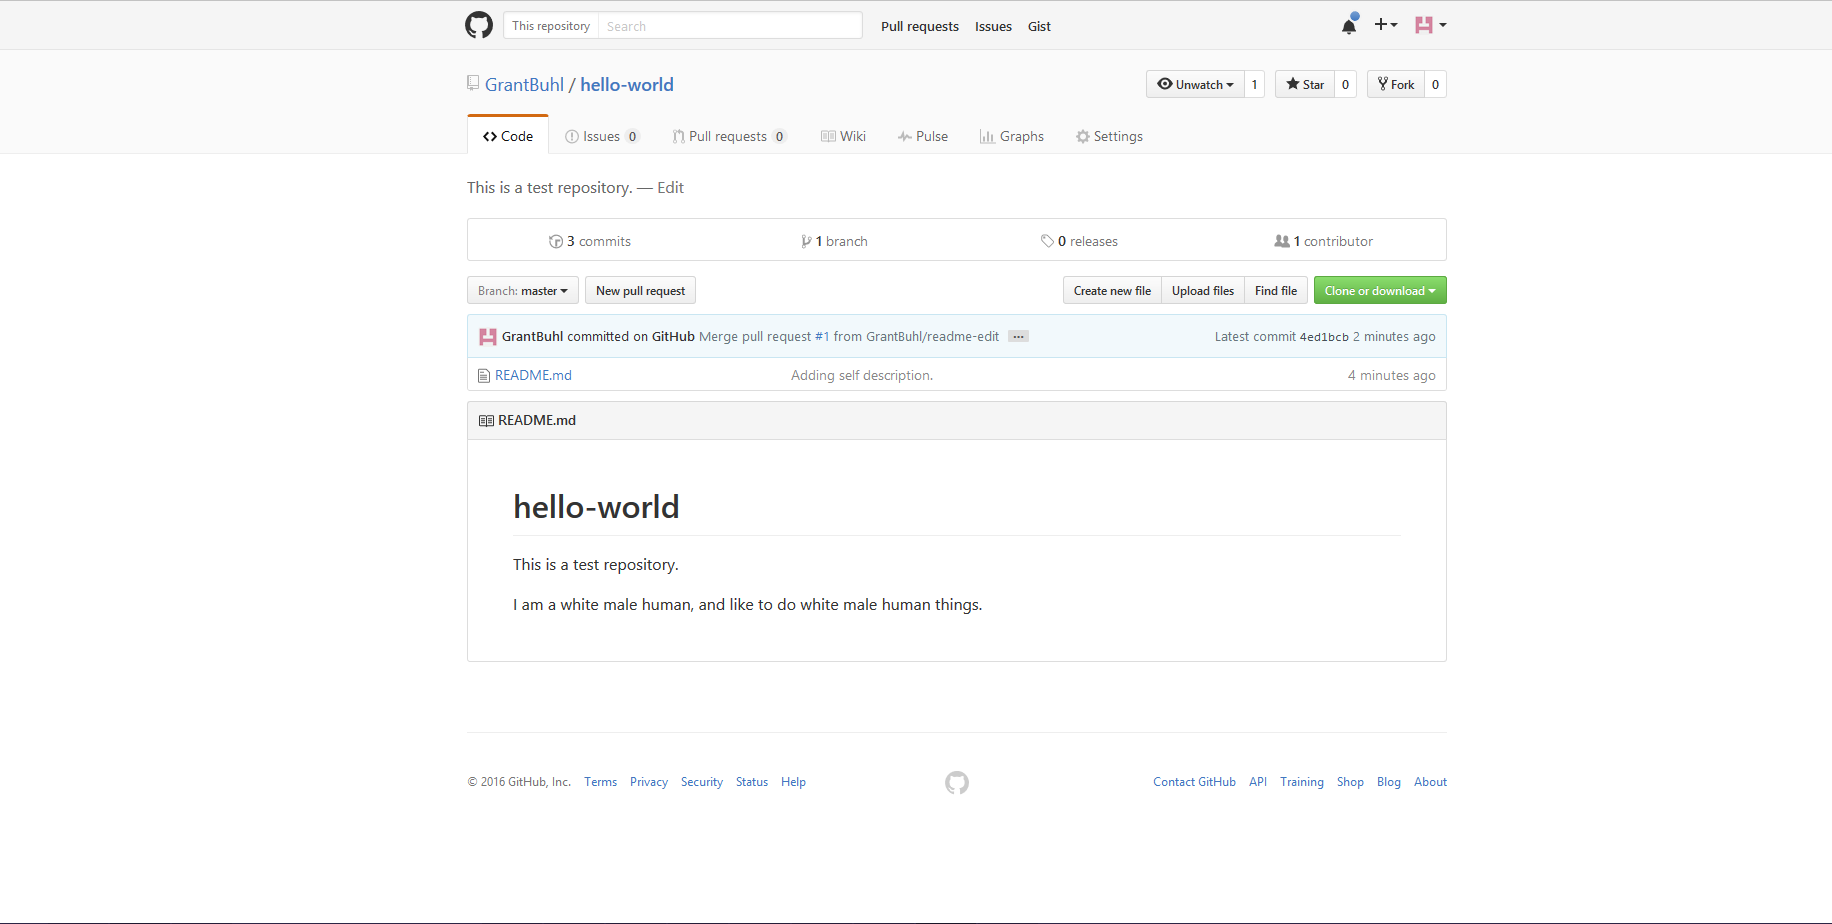 This repository Search Pull requests Issues Gist
GrantBuhl / hello-world Unwatch 1 Star 0 Fork 0
Code Issues 0 Pull requests 0 Wiki Pulse Graphs Settings
This is a test repository. — Edit
3 commits 1 branch 0 releases 1 contributor
Branch: master New pull request Create new file Upload files Find file Clone or download
GrantBuhl committed on GitHub Merge pull request #1 from GrantBuhl/readme-edit ... Latest commit 4ed1bcb 2 minutes ago
README.md Adding self description. 4 minutes ago
README.md
hello-world
This is a test repository.
I am a white male human, and like to do white male human things.
© 2016 GitHub, Inc. Terms Privacy Security Status Help Contact GitHub API Training Shop Blog About